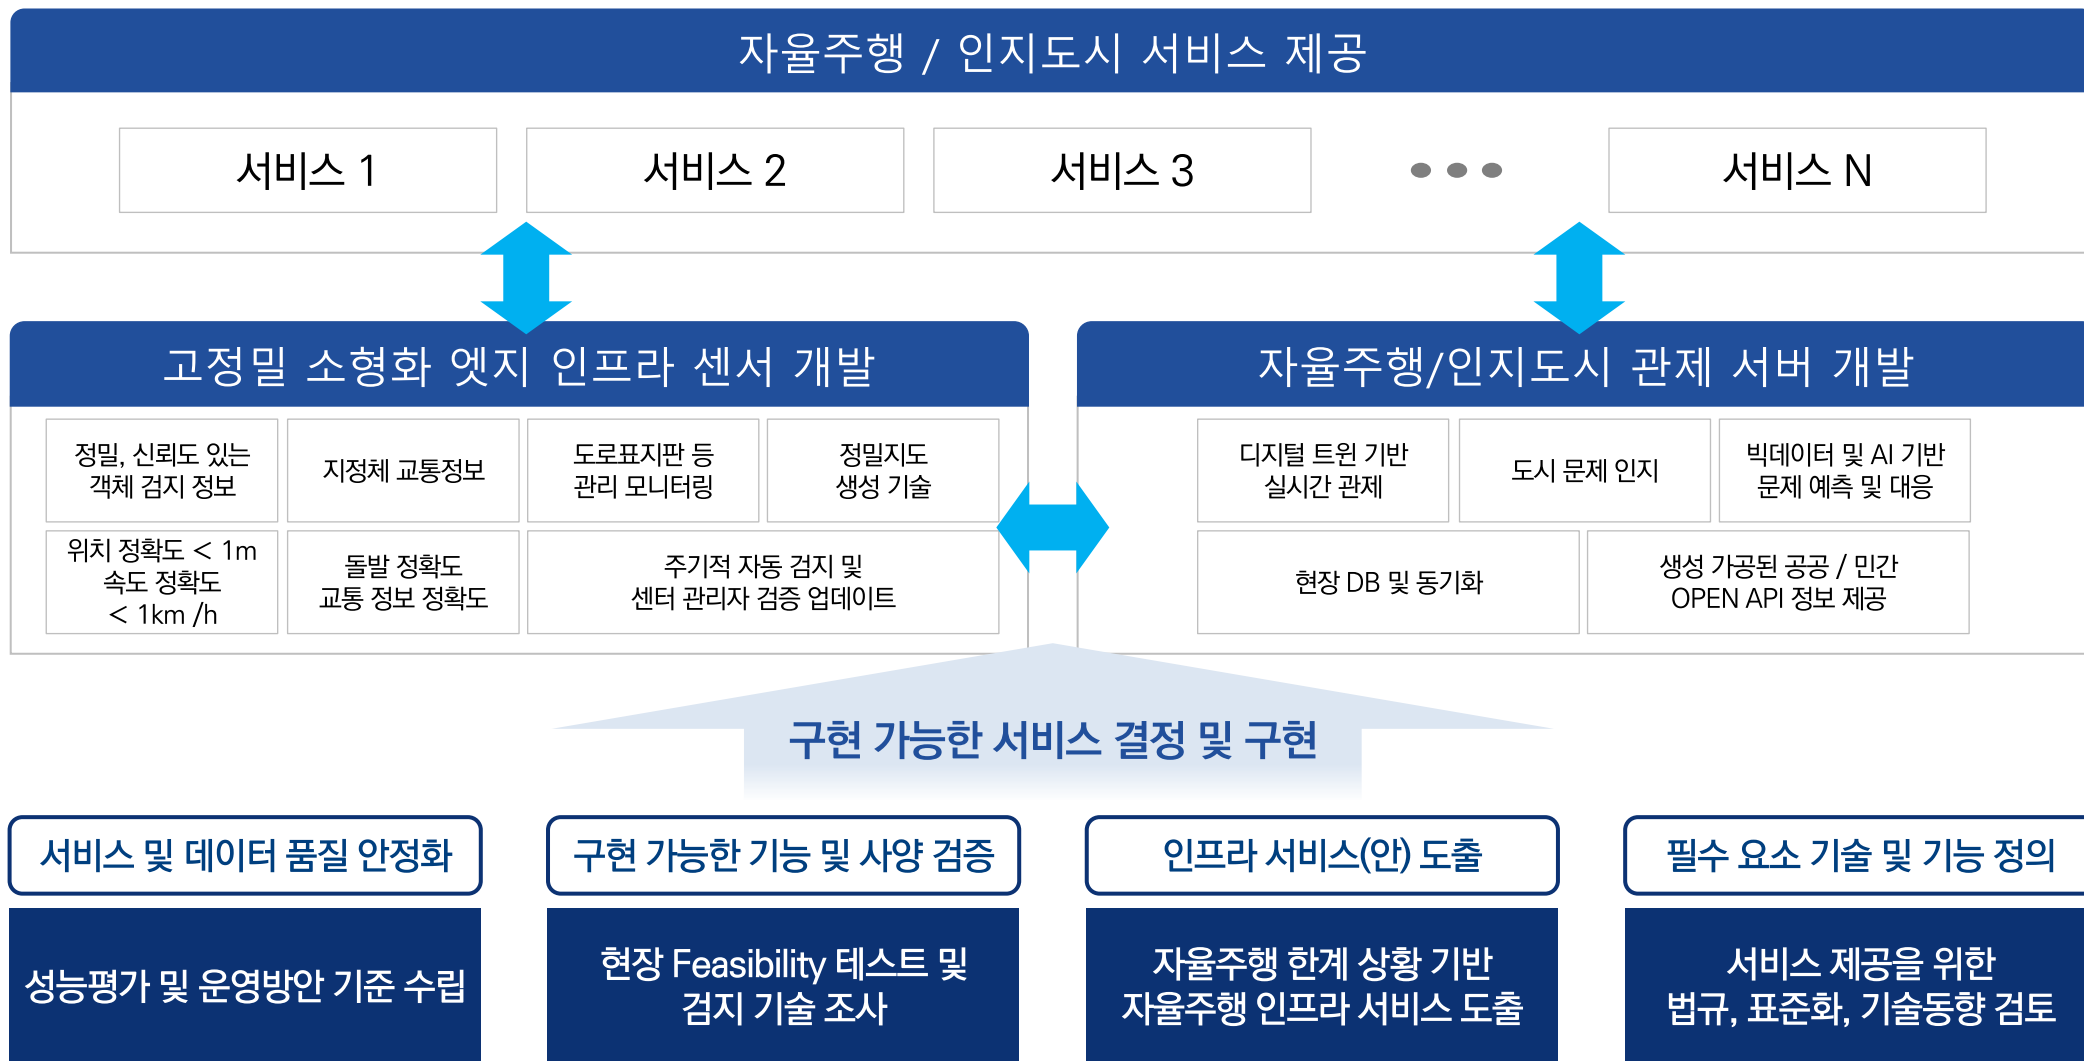 자율주행 / 인지도시 서비스 제공
서비스 1
서비스 2
서비스 3
서비스 N
고정밀 소형화 엣지 인프라 센서 개발
정밀, 신뢰도 있는
객체 검지 정보
지정체 교통정보
도로표지판 등
관리 모니터링
정밀지도
생성 기술
위치 정확도 < 1m
속도 정확도
< 1km /h
돌발 정확도
교통 정보 정확도
주기적 자동 검지 및
센터 관리자 검증 업데이트
자율주행/인지도시 관제 서버 개발
디지털 트윈 기반
실시간 관제
도시 문제 인지
빅데이터 및 AI 기반
문제 예측 및 대응
현장 DB 및 동기화
생성 가공된 공공 / 민간
OPEN API 정보 제공
구현 가능한 서비스 결정 및 구현
서비스 및 데이터 품질 안정화
성능평가 및 운영방안 기준 수립
구현 가능한 기능 및 사양 검증
현장 Feasibility 테스트 및
검지 기술 조사
인프라 서비스(안) 도출
자율주행 한계 상황 기반
자율주행 인프라 서비스 도출
필수 요소 기술 및 기능 정의
서비스 제공을 위한
법규, 표준화, 기술동향 검토